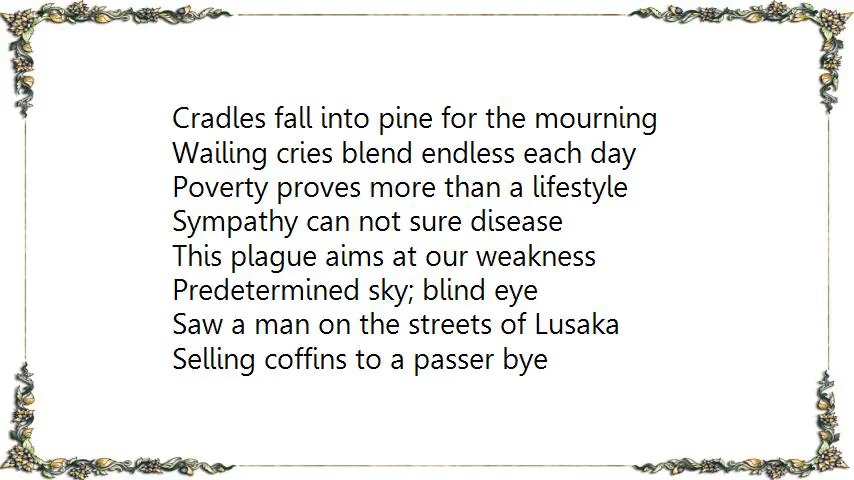 Cradles fall into pine for the mourning
Wailing cries blend endless each day
Poverty proves more than a lifestyle
Sympathy can not sure disease
This plague aims at our weakness
Predetermined sky; blind eye
Saw a man on the streets of Lusaka
Selling coffins to a passer bye